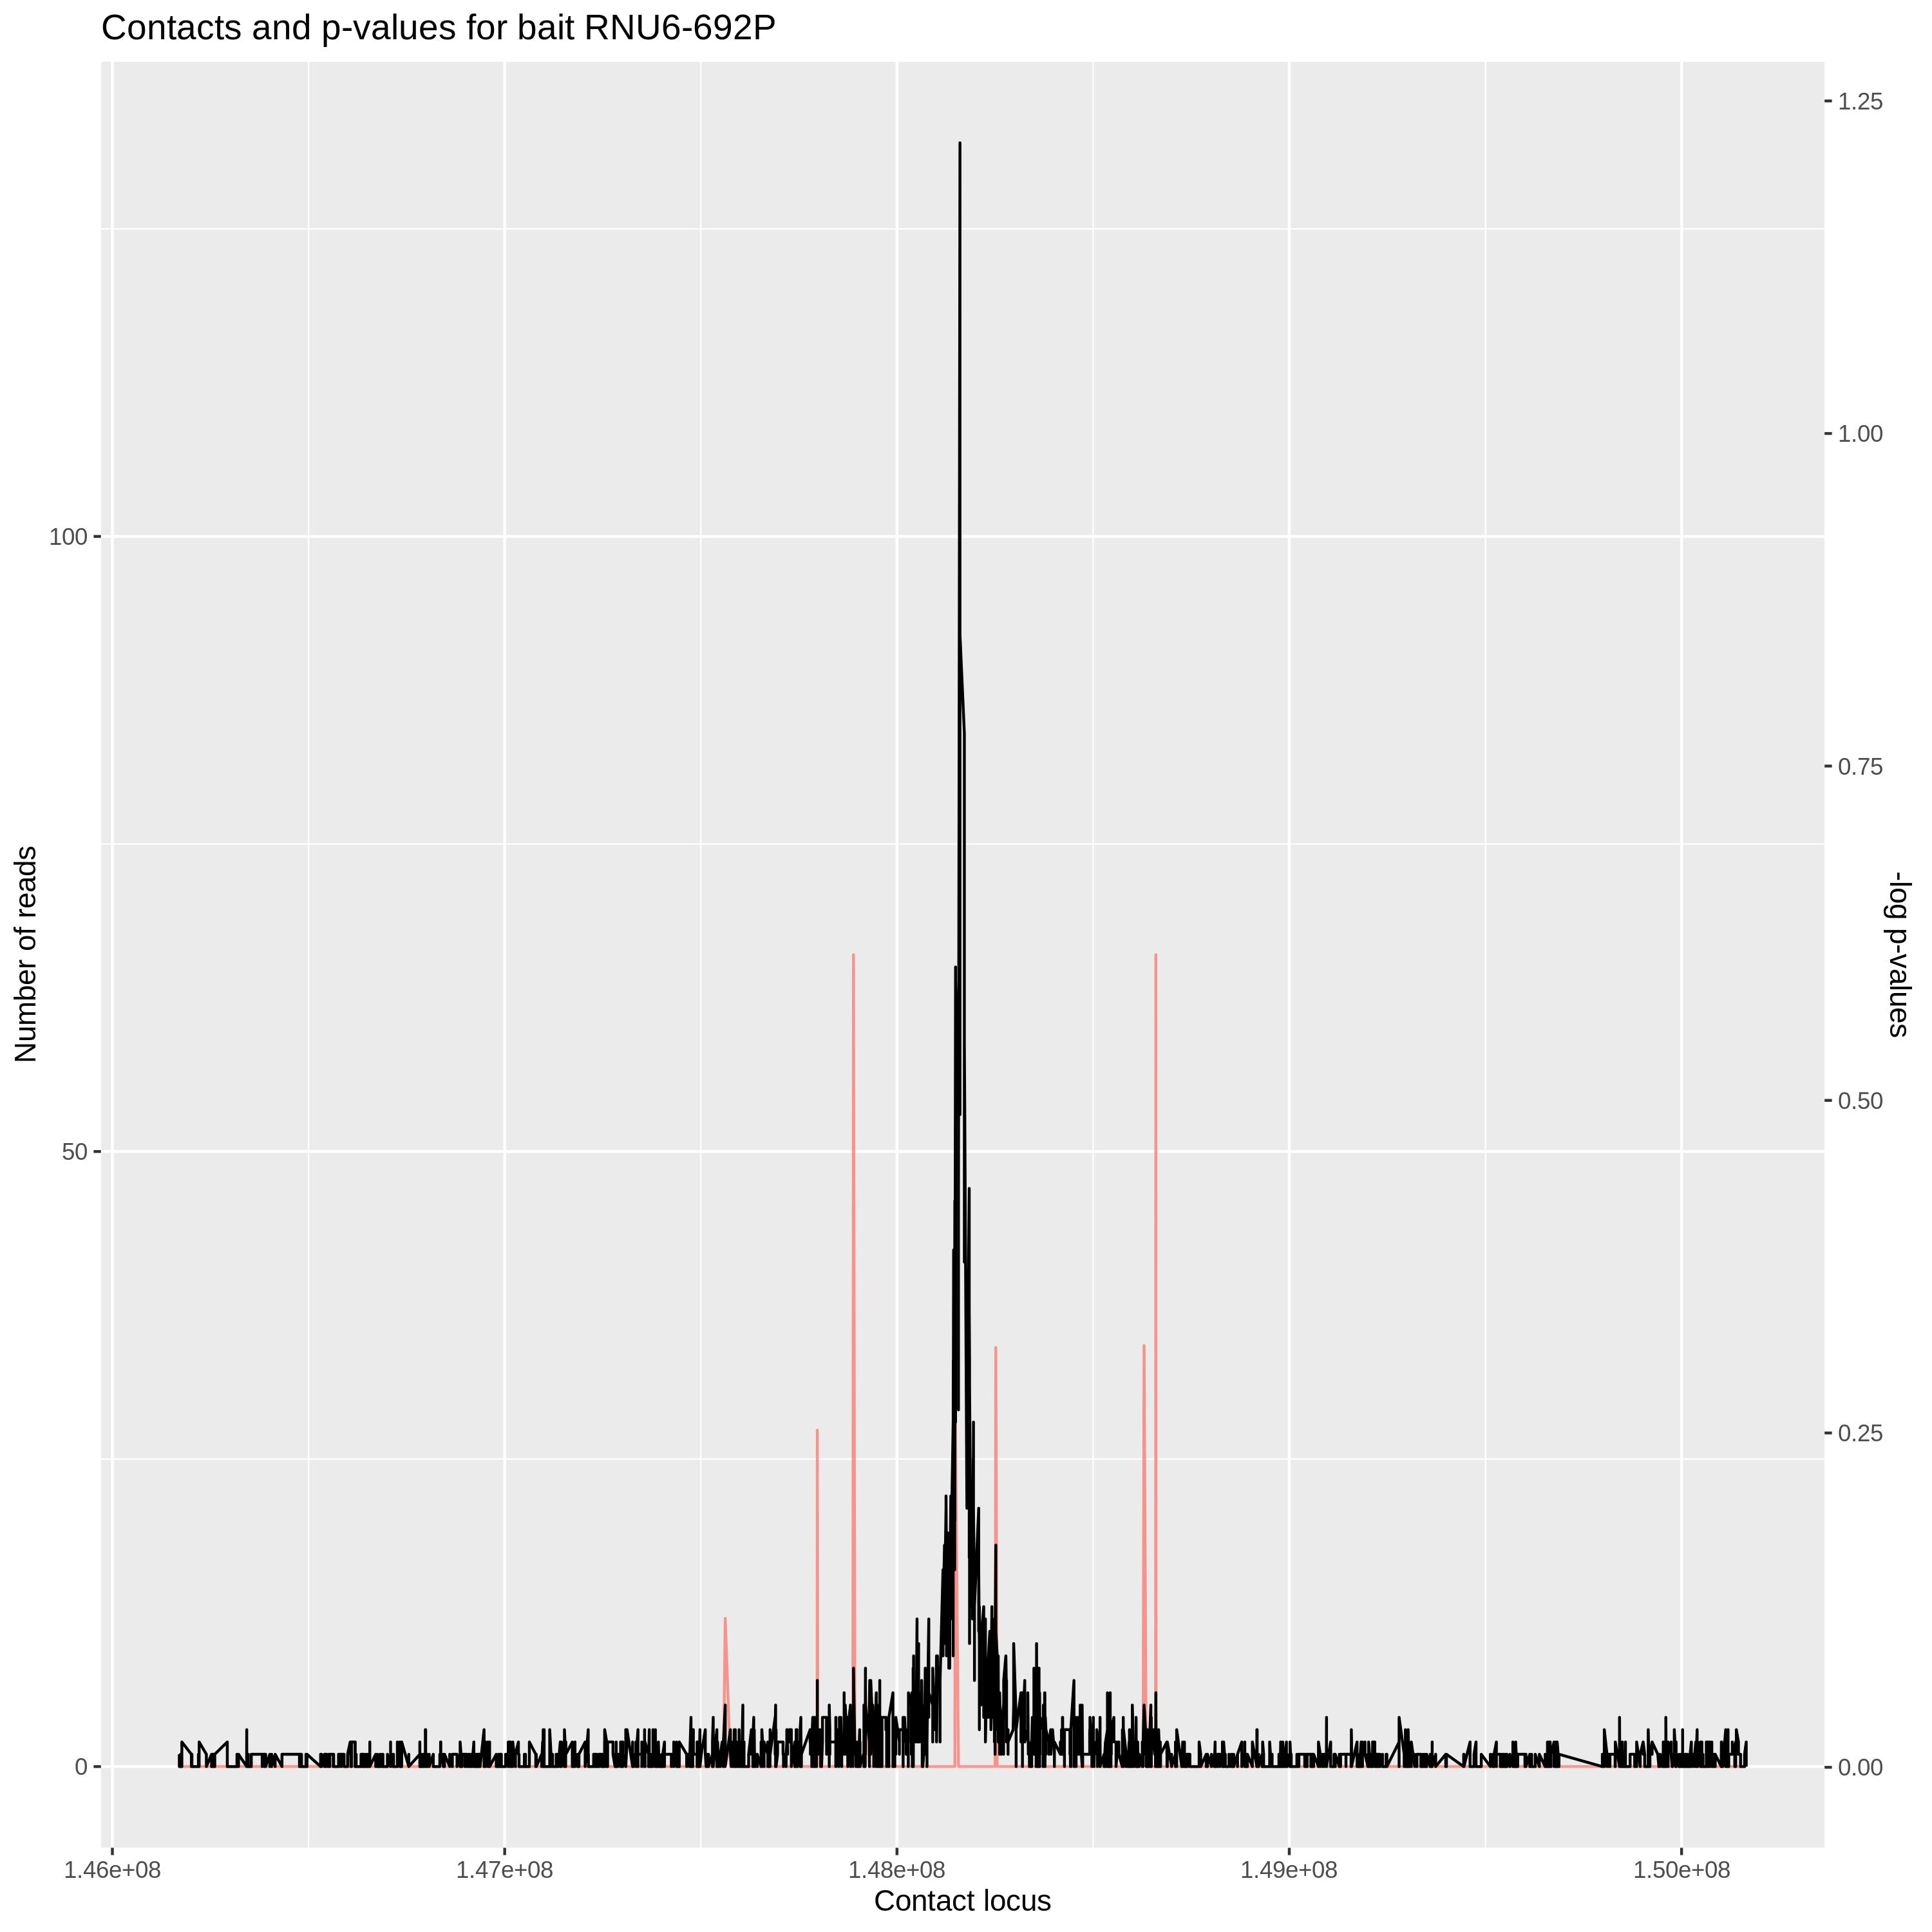 Contacts and p-values for bait RNU6-692P
1.25
1.00
100
0.75
Number of reads
-log p-values
0.50
50
0.25
0
0.00
1.46e+08
1.47e+08
1.48e+08
1.49e+08
1.50e+08
Contact locus